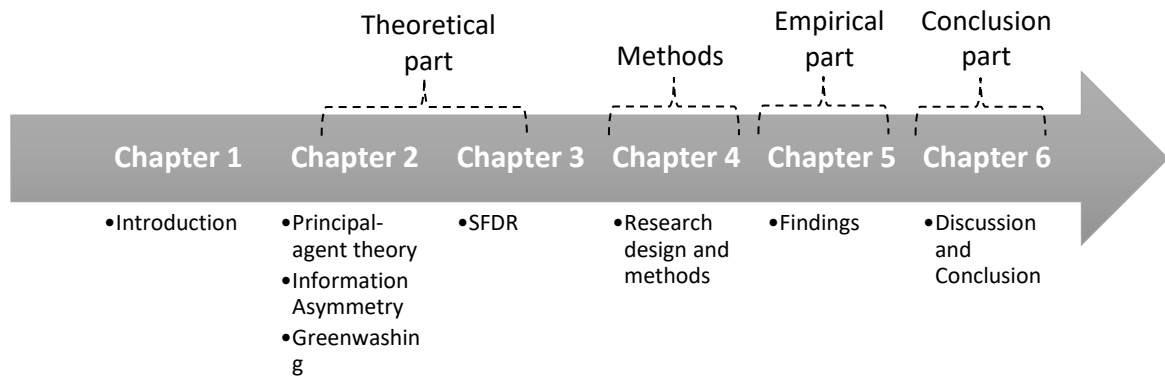 Theoretical
part
Methods
Empirical
part
Conclusion
part
Chapter 1
Chapter 2
Chapter 3
Chapter 4
Chapter 5
Chapter 6
•Introduction
•Principal-
agent theory
•Information
Asymmetry
•Greenwashin
g
•SFDR
•Research
design and
methods
•Findings
•Discussion
and
Conclusion